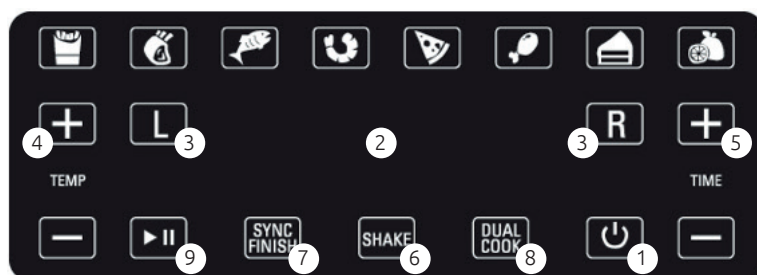 + L R +
4 3 2 3 5
TEMP TIME
SYNC FINISH SHAKE DUAL COOK
9 7 6 8 1